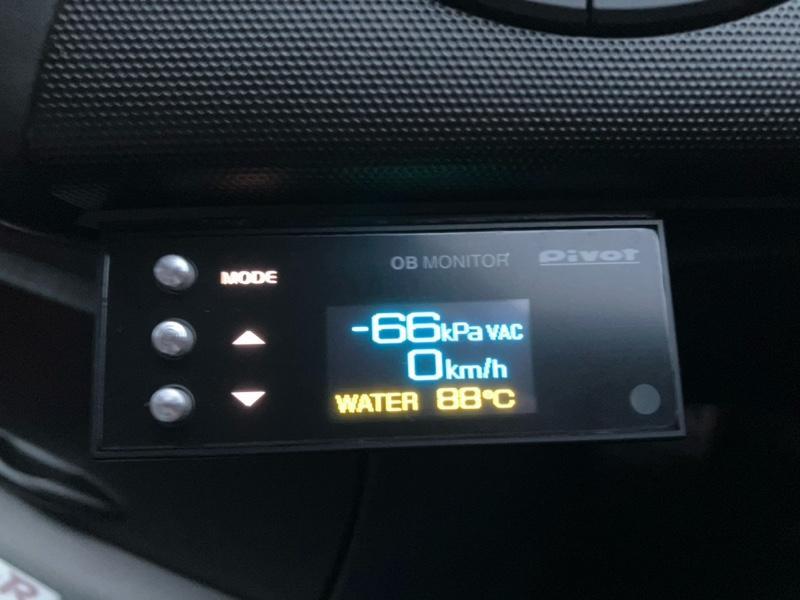 OB MONITOR Pivot
MODE
-66kPa VAC
0km/h
WATER 88°C
R